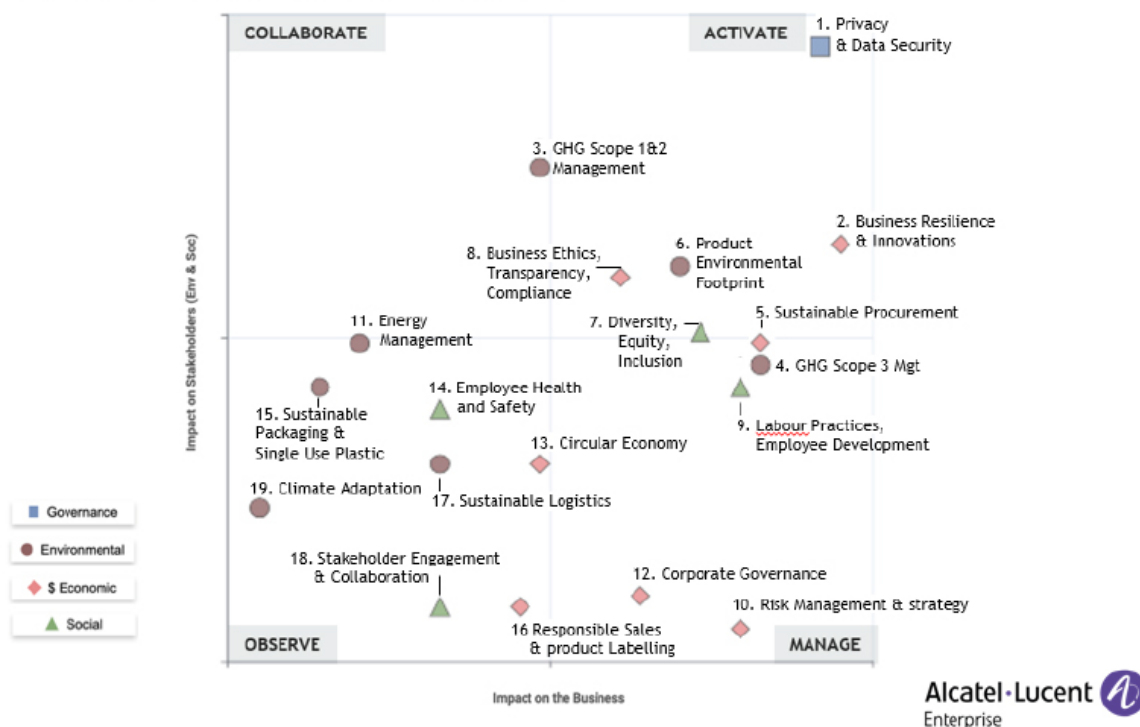 COLLABORATE
ACTIVATE
1. Privacy
& Data Security
3. GHG Scope 1&2
Management
2. Business Resilience
& Innovations
8. Business Ethics,
Transparency,
Compliance
6. Product
Environmental
Footprint
5. Sustainable Procurement
7. Diversity,
Equity,
Inclusion
11. Energy
Management
4. GHG Scope 3 Mgt
14. Employee Health
and Safety
15. Sustainable
Packaging &
Single Use Plastic
9. Labour Practices,
Employee Development
13. Circular Economy
19. Climate Adaptation
17. Sustainable Logistics
18. Stakeholder Engagement
& Collaboration
12. Corporate Governance
10. Risk Management & strategy
16 Responsible Sales
& product Labelling
OBSERVE
MANAGE
Impact on Stakeholders (Env & Soc)
Impact on the Business
Governance
Environmental
$ Economic
Social
Alcatel·Lucent
Enterprise